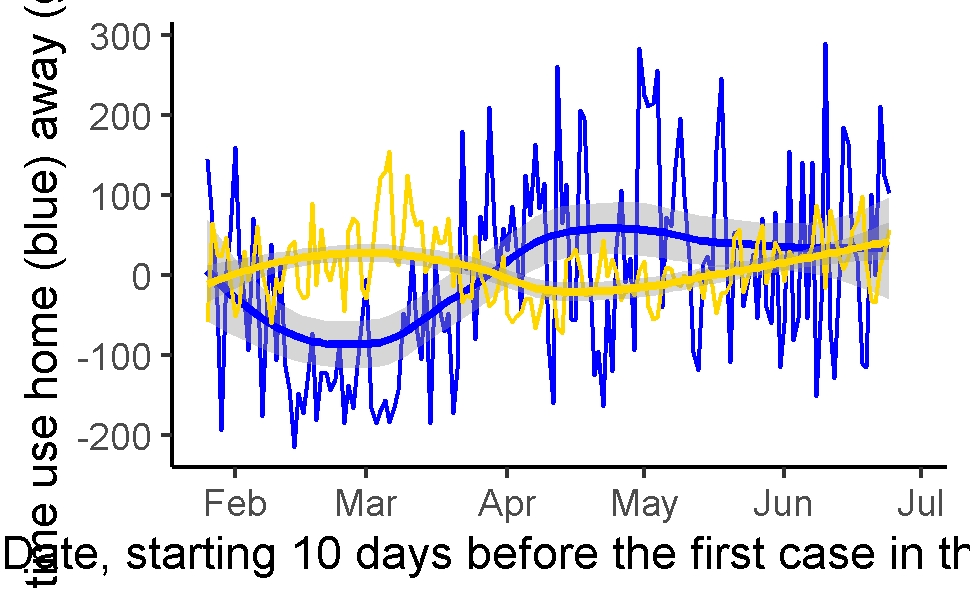 time use home (blue) away (
300
200
100
0
-100
-200
Feb Mar Apr May Jun Jul
Date, starting 10 days before the first case in th